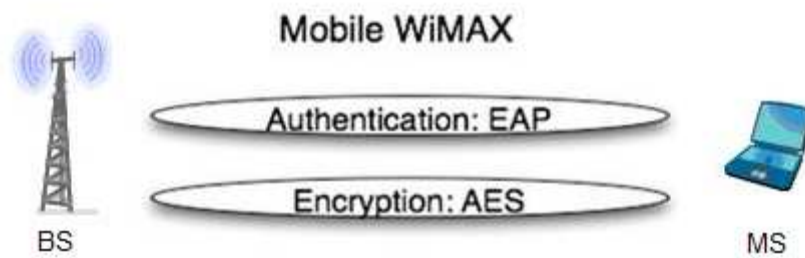 Mobile WiMAX
Authentication: EAP
Encryption: AES
BS
MS